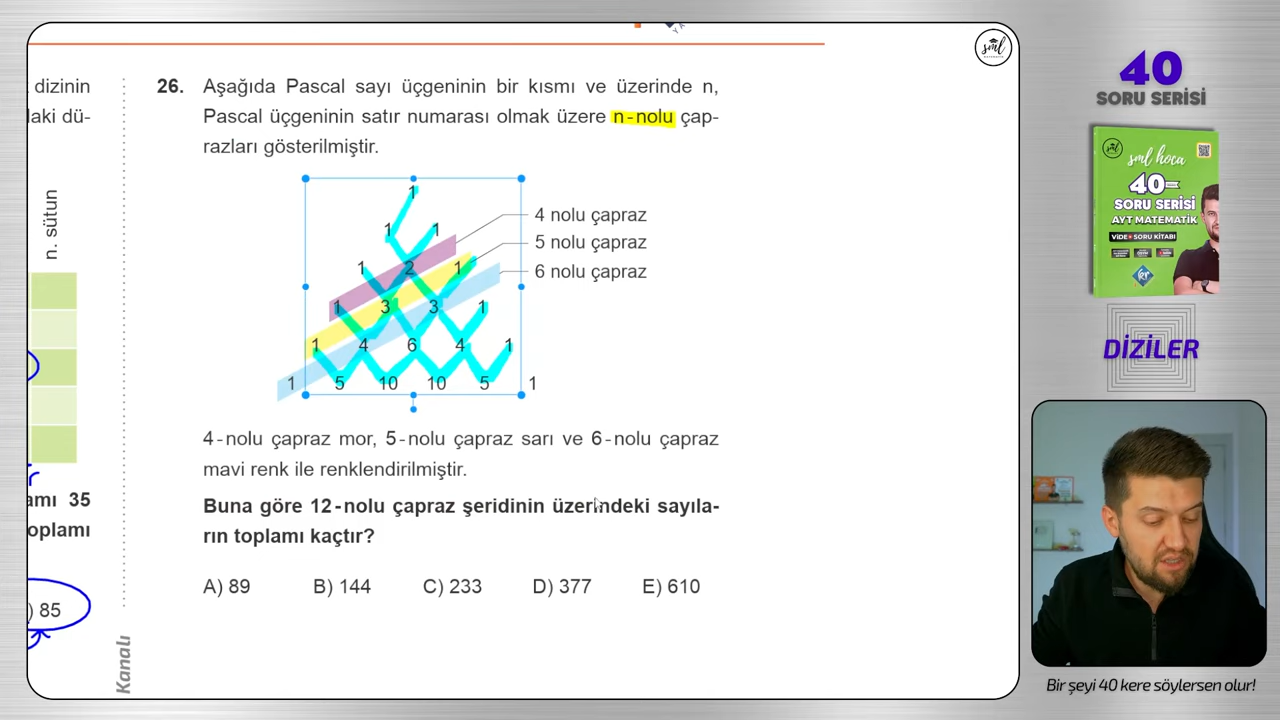 dizinin
laki dü-
n. sütun
amı 35
oplamı
) 85
Kanalı
26. Aşağıda Pascal sayı üçgeninin bir kısmı ve üzerinde n,
Pascal üçgeninin satır numarası olmak üzere n-nolu çap-
razları gösterilmiştir.
1
1 1
1 2 1
1 3 3 1
1 4 6 4 1
1 5 10 10 5 1
4 nolu çapraz
5 nolu çapraz
6 nolu çapraz
4-nolu çapraz mor, 5-nolu çapraz sarı ve 6-nolu çapraz
mavi renk ile renklendirilmiştir.
Buna göre 12-nolu çapraz şeridinin üzerindeki sayıla-
rın toplamı kaçtır?
A) 89 B) 144 C) 233 D) 377 E) 610
sml
40
SORU SERİSİ
sml hoca
40
SORU SERİSİ
AYT MATEMATİK
VİDEO SORU KİTABI
DİZİLER
Bir şeyi 40 kere söylersen olur!